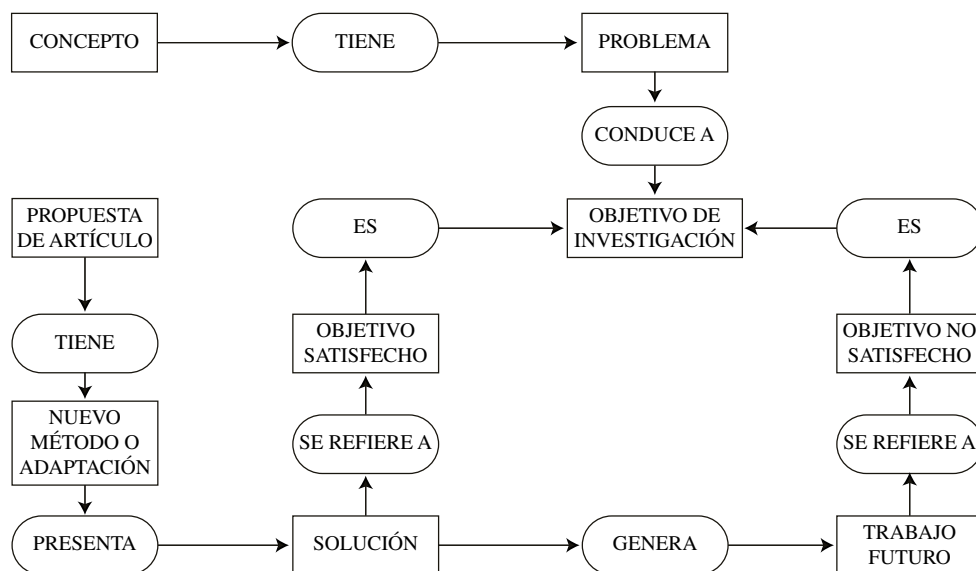 CONCEPTO
TIENE
PROBLEMA
CONDUCE A
PROPUESTA
DE ARTÍCULO
ES
OBJETIVO DE
INVESTIGACIÓN
ES
TIENE
OBJETIVO
SATISFECHO
OBJETIVO NO
SATISFECHO
NUEVO
MÉTODO O
ADAPTACIÓN
SE REFIERE A
SE REFIERE A
PRESENTA
SOLUCIÓN
GENERA
TRABAJO
FUTURO